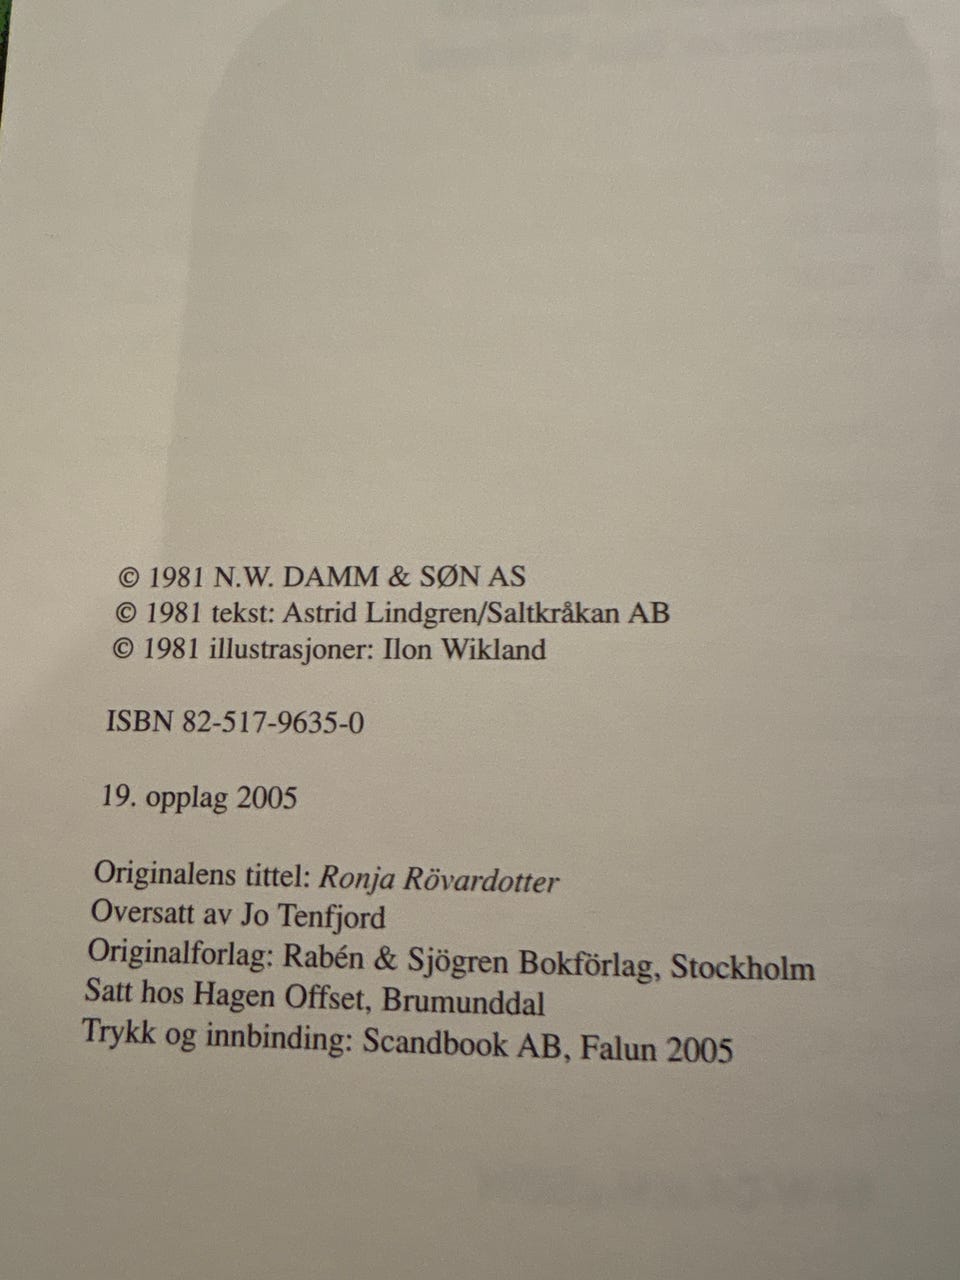 © 1981 N.W. DAMM & SØN AS
© 1981 tekst: Astrid Lindgren/Saltkråkan AB
© 1981 illustrasjoner: Ilon Wikland
ISBN 82-517-9635-0
19. opplag 2005
Originalens tittel: Ronja Rövardotter
Oversatt av Jo Tenfjord
Originalforlag: Rabén & Sjögren Bokförlag, Stockholm
Satt hos Hagen Offset, Brumunddal
Trykk og innbinding: Scandbook AB, Falun 2005